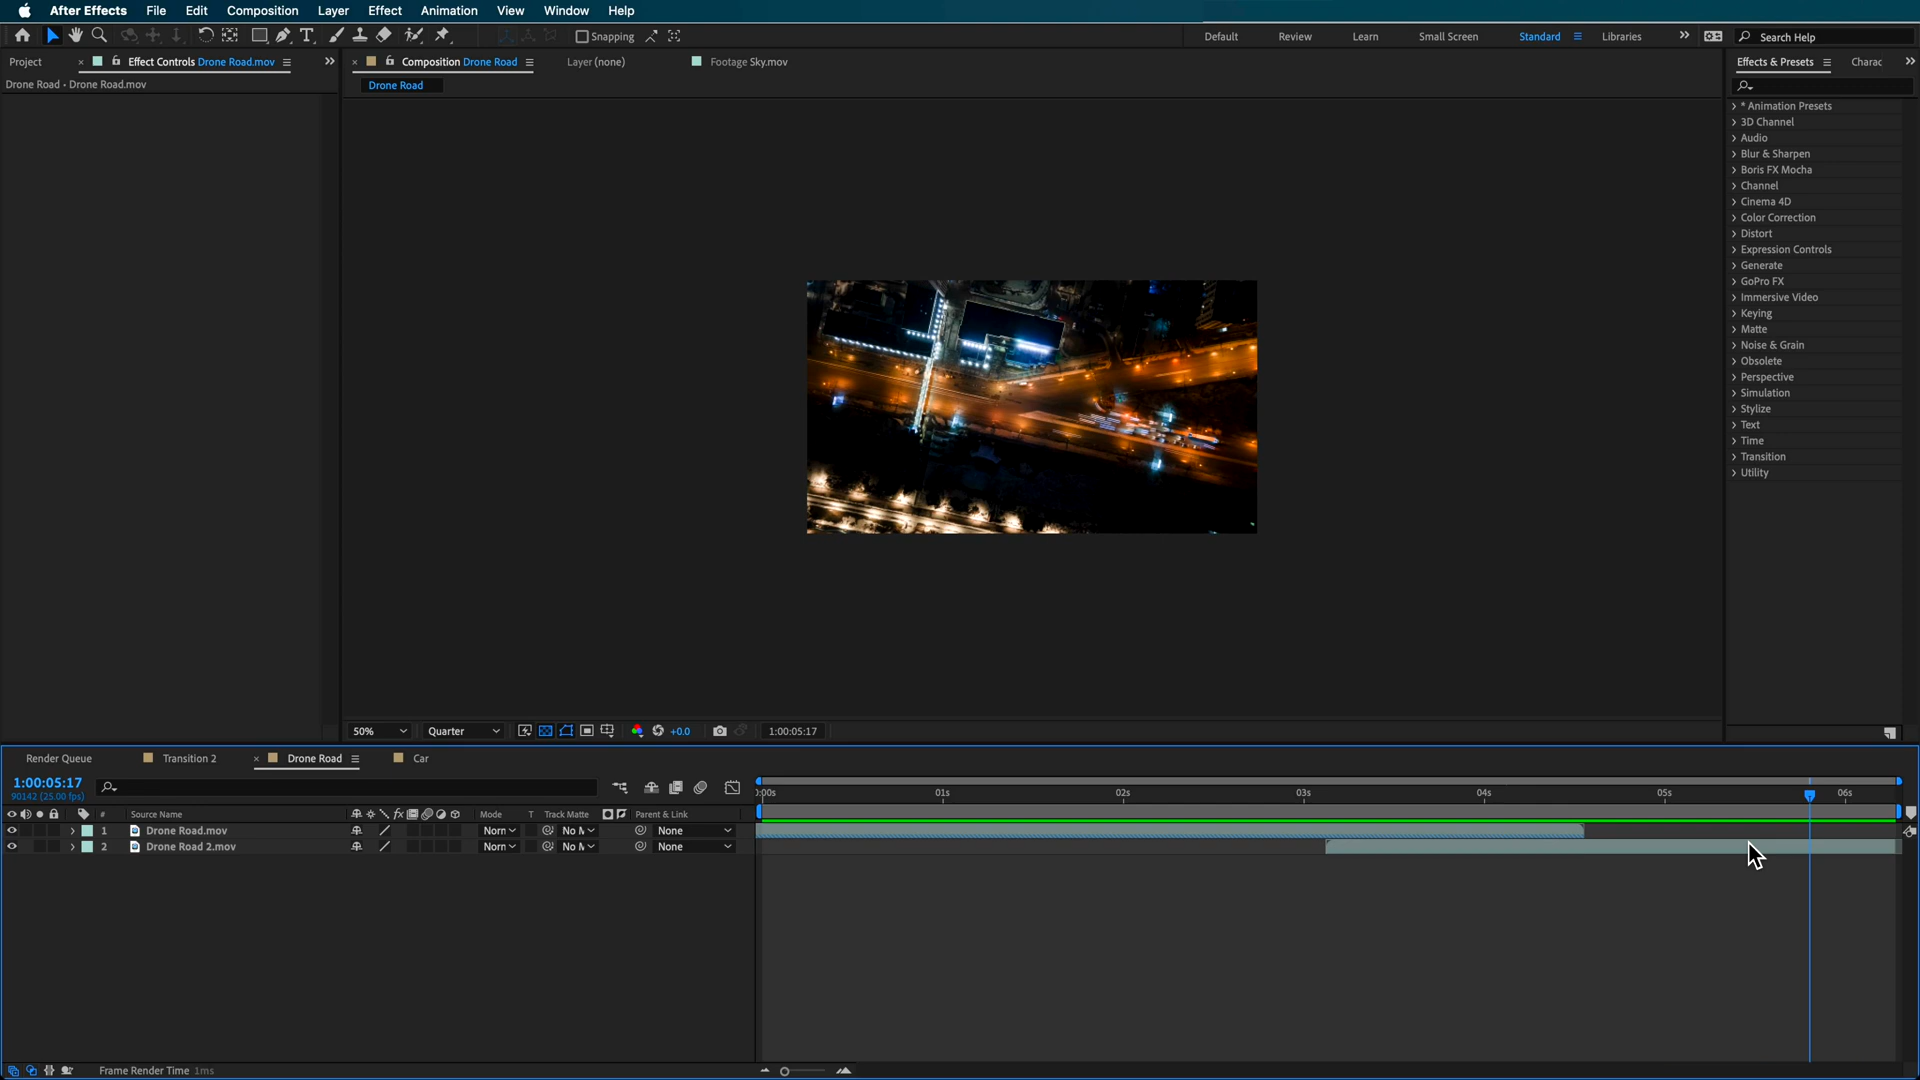 After Effects File Edit Composition Layer Effect Animation View Window Help
Snapping Default Review Learn Small Screen Standard Libraries Search Help
Project Effect Controls Drone Road.mov Composition Drone Road Layer (none) Footage Sky.mov Effects & Presets Charac
Drone Road • Drone Road.mov
Drone Road
* Animation Presets
3D Channel
Audio
Blur & Sharpen
Boris FX Mocha
Channel
Cinema 4D
Color Correction
Distort
Expression Controls
Generate
GoPro FX
Immersive Video
Keying
Matte
Noise & Grain
Obsolete
Perspective
Simulation
Stylize
Text
Time
Transition
Utility
50% Quarter +0.0 1:00:05:17
Render Queue Transition 2 Drone Road Car
1:00:05:17
90142 (25.00 fps)
0:00s 01s 02s 03s 04s 05s 06s
# Source Name Mode T Track Matte Parent & Link
1 Drone Road.mov Norn No M None
2 Drone Road 2.mov Norn No M None
Frame Render Time 1ms